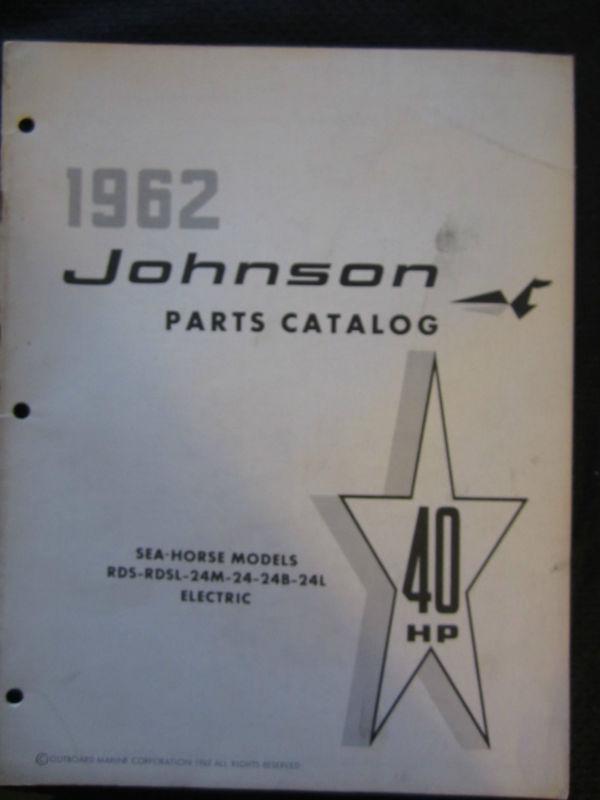 1962
Johnson
PARTS CATALOG
SEA-HORSE MODELS
RDS-RDSL-24M-24-24B-24L
ELECTRIC
40
HP
© OUTBOARD MARINE CORPORATION 1962 ALL RIGHTS RESERVED